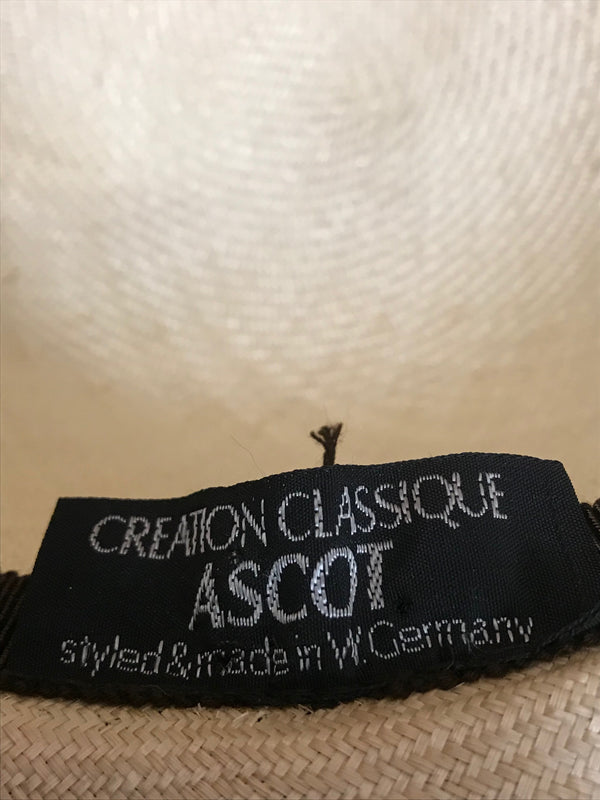 CREATION CLASSIQUE
ASCOT
styled & made in W. Germany